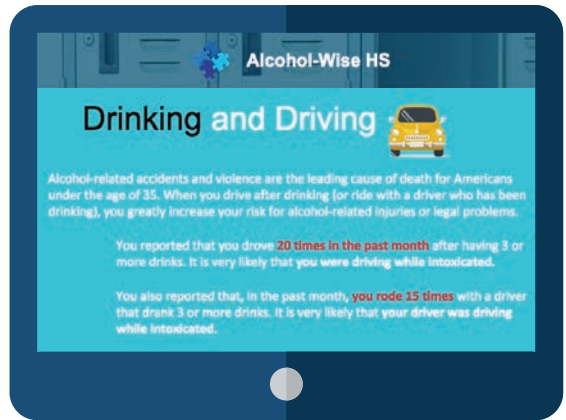 Alcohol-Wise HS
Drinking and Driving
Alcohol-related accidents and violence are the leading cause of death for Americans
under the age of 35. When you drive after drinking (or ride with a driver who has been
drinking), you greatly increase your risk for alcohol-related injuries or legal problems.
You reported that you drove 20 times in the past month after having 3 or
more drinks. It is very likely that you were driving while intoxicated.
You also reported that, in the past month, you rode 15 times with a driver
that drank 3 or more drinks. It is very likely that your driver was driving
while intoxicated.